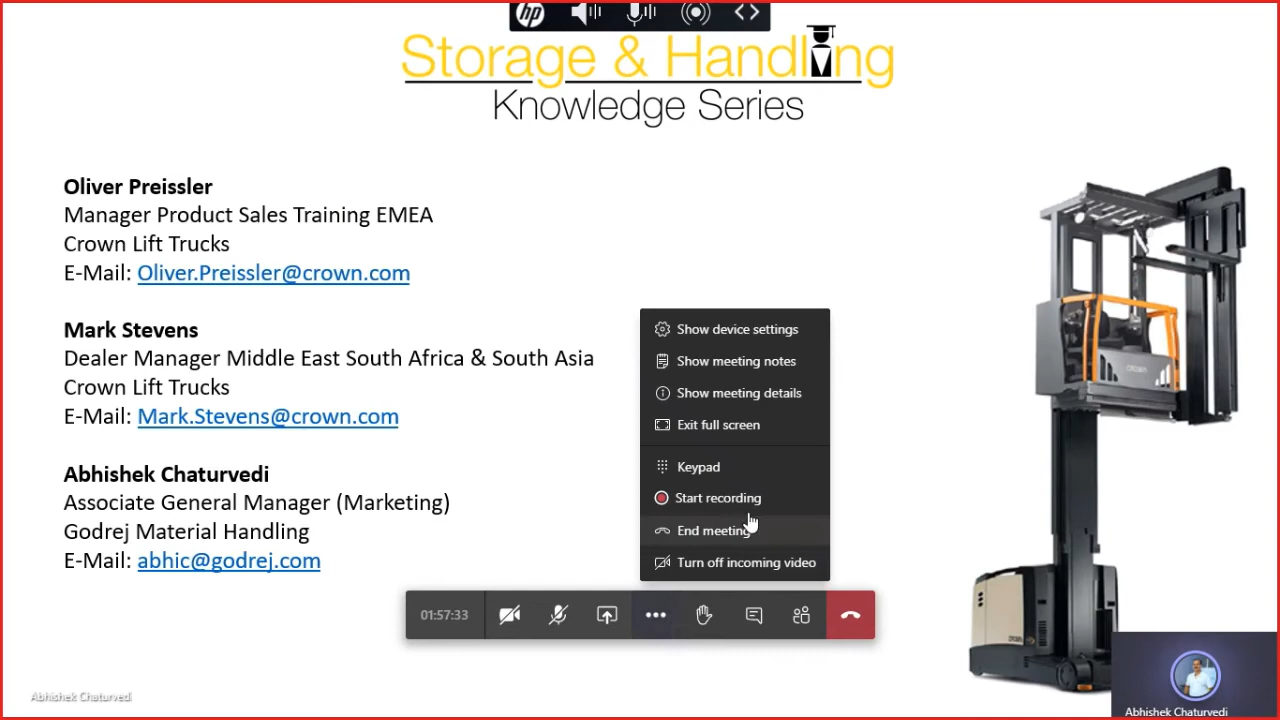 hp
Storage & Handling
Knowledge Series
Oliver Preissler
Manager Product Sales Training EMEA
Crown Lift Trucks
E-Mail: Oliver.Preissler@crown.com
Mark Stevens
Dealer Manager Middle East South Africa & South Asia
Crown Lift Trucks
E-Mail: Mark.Stevens@crown.com
Abhishek Chaturvedi
Associate General Manager (Marketing)
Godrej Material Handling
E-Mail: abhic@godrej.com
Show device settings
Show meeting notes
Show meeting details
Exit full screen
Keypad
Start recording
End meeting
Turn off incoming video
01:57:33
CROWN
Abhishek Chaturvedi
Abhishek Chaturvedi